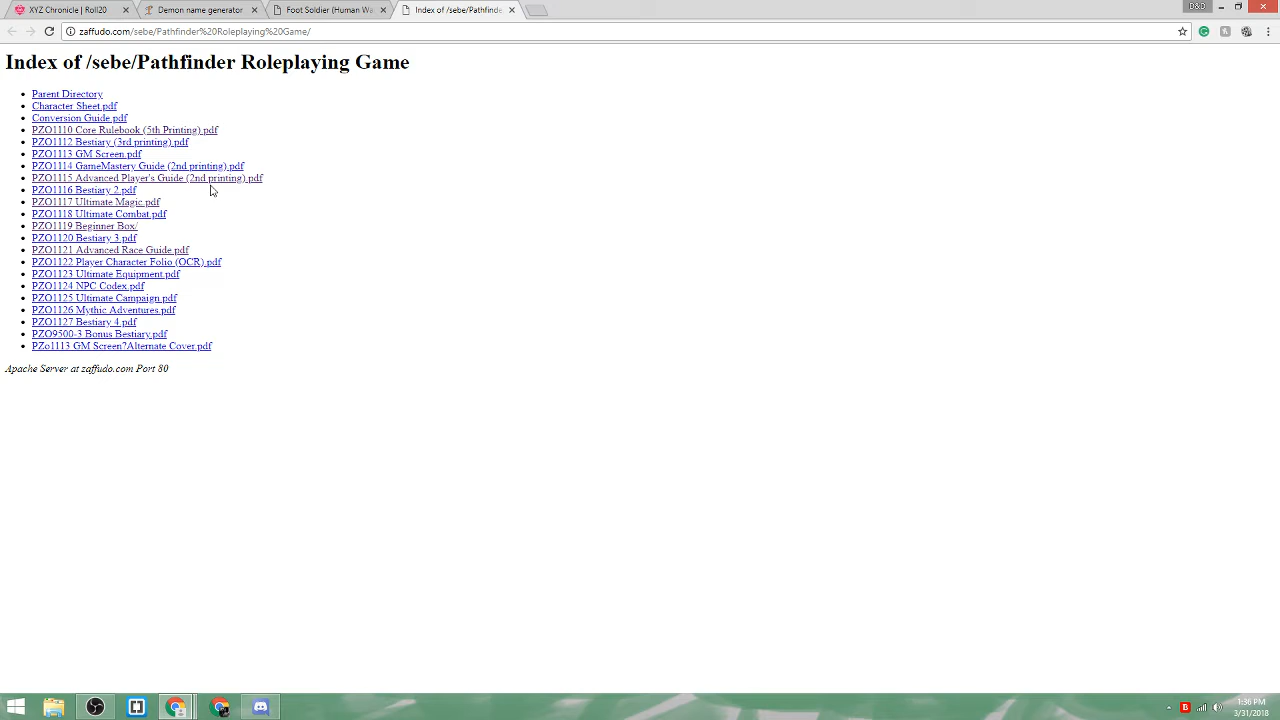 XYZ Chronicle | Roll20
Demon name generator
Foot Soldier (Human Wa
Index of /sebe/Pathfinde
DND
zaffudo.com/sebe/Pathfinder%20Roleplaying%20Game/
Index of /sebe/Pathfinder Roleplaying Game
Parent Directory
Character Sheet.pdf
Conversion Guide.pdf
PZO1110 Core Rulebook (5th Printing).pdf
PZO1112 Bestiary (3rd printing).pdf
PZO1113 GM Screen.pdf
PZO1114 GameMastery Guide (2nd printing).pdf
PZO1115 Advanced Player's Guide (2nd printing).pdf
PZO1116 Bestiary 2.pdf
PZO1117 Ultimate Magic.pdf
PZO1118 Ultimate Combat.pdf
PZO1119 Beginner Box/
PZO1120 Bestiary 3.pdf
PZO1121 Advanced Race Guide.pdf
PZO1122 Player Character Folio (OCR).pdf
PZO1123 Ultimate Equipment.pdf
PZO1124 NPC Codex.pdf
PZO1125 Ultimate Campaign.pdf
PZO1126 Mythic Adventures.pdf
PZO1127 Bestiary 4.pdf
PZO9500-3 Bonus Bestiary.pdf
PZo1113 GM Screen?Alternate Cover.pdf
Apache Server at zaffudo.com Port 80
1:36 PM
3/31/2018